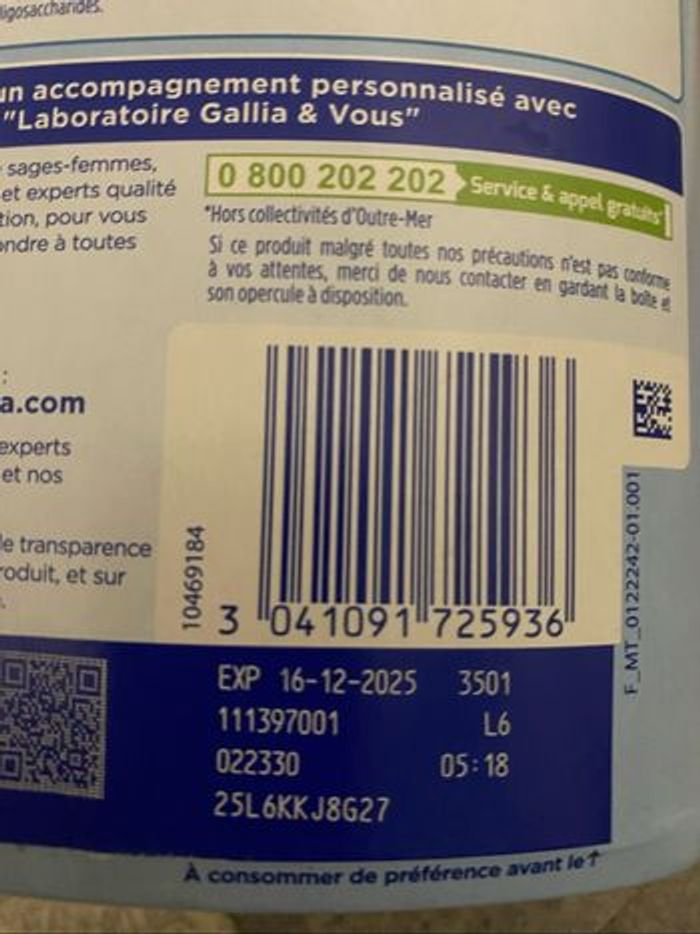 ligosaccharides.
un accompagnement personnalisé avec
"Laboratoire Gallia & Vous"
sages-femmes,
et experts qualité
tion, pour vous
ondre à toutes
0 800 202 202 Service & appel gratuits*
*Hors collectivités d'Outre-Mer
Si ce produit malgré toutes nos précautions n'est pas conforme
à vos attentes, merci de nous contacter en gardant la boîte et
son opercule à disposition.
:
a.com
experts
et nos
le transparence
roduit, et sur
10469184
3 041091 725936
F_MT_0122242-01.001
EXP 16-12-2025 3501
111397001 L6
022330 05:18
25L6KKJ8G27
À consommer de préférence avant le↑